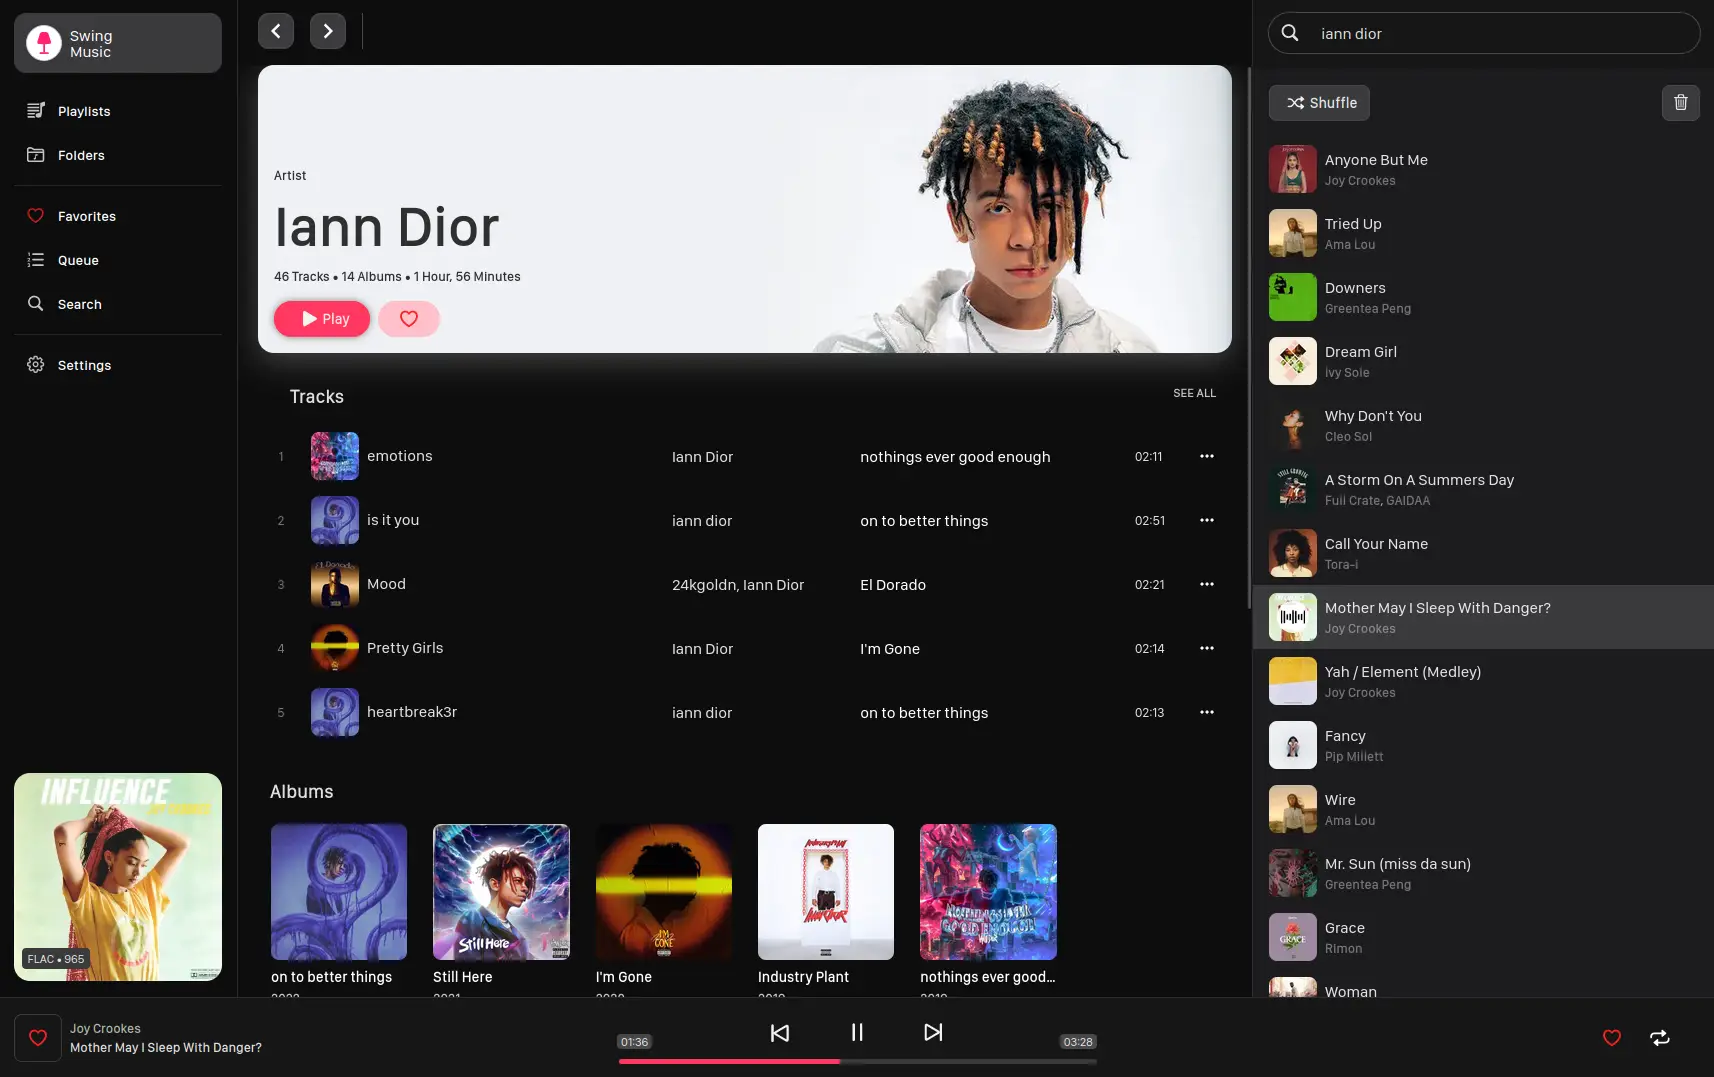 Swing
Music
Playlists
Folders
Favorites
Queue
Search
Settings
INFLUENCE
FLAC • 965
Artist
Iann Dior
46 Tracks • 14 Albums • 1 Hour, 56 Minutes
Play
Tracks
SEE ALL
1 emotions Iann Dior nothings ever good enough 02:11
2 is it you iann dior on to better things 02:51
3 Mood 24kgoldn, Iann Dior El Dorado 02:21
4 Pretty Girls Iann Dior I'm Gone 02:14
5 heartbreak3r iann dior on to better things 02:13
Albums
Still Here
I'M
GONE
on to better things
Still Here
I'm Gone
Industry Plant
nothings ever good...
iann dior
Shuffle
Anyone But Me
Joy Crookes
Tried Up
Ama Lou
Downers
Greentea Peng
Dream Girl
Ivy Sole
Why Don't You
Cleo Sol
A Storm On A Summers Day
Full Crate, GAIDAA
Call Your Name
Tora-i
Mother May I Sleep With Danger?
Joy Crookes
Yah / Element (Medley)
Joy Crookes
Fancy
Pip Millett
Wire
Ama Lou
Mr. Sun (miss da sun)
Greentea Peng
GRACE
Grace
Rimon
Woman
Joy Crookes
Mother May I Sleep With Danger?
01:36
03:28